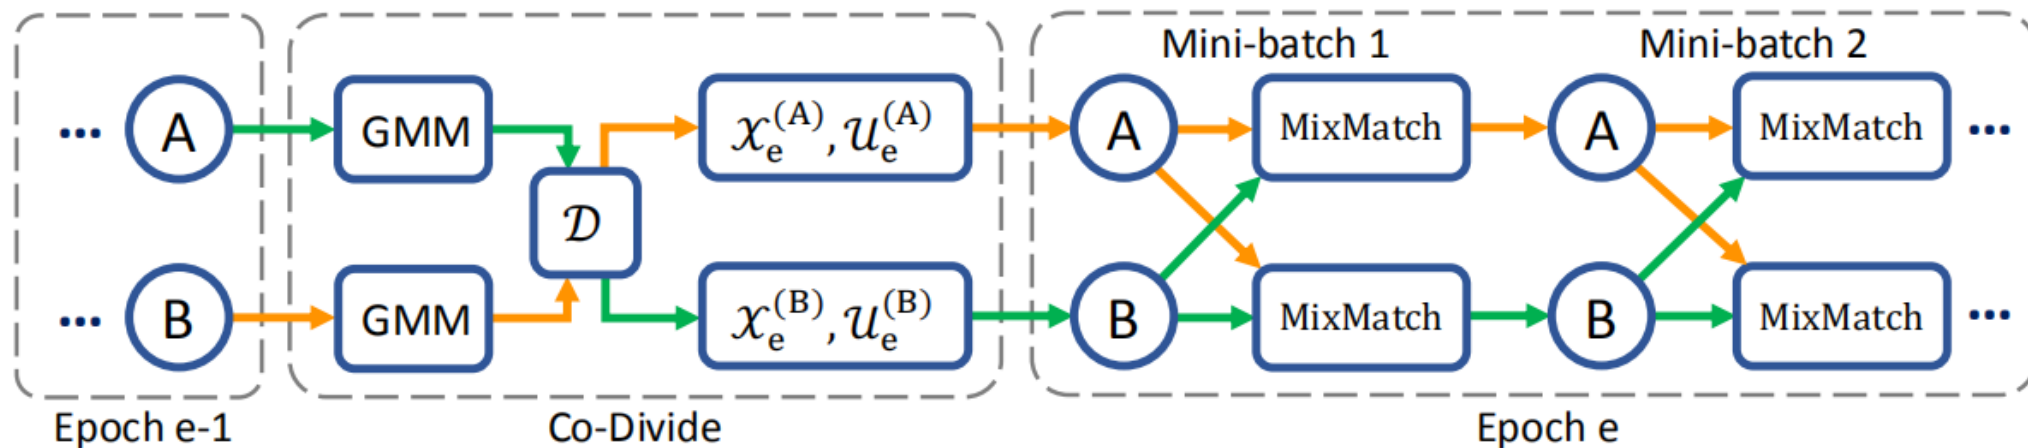 Mini-batch 1 Mini-batch 2
... A GMM 𝒳e(A), 𝒰e(A) A MixMatch A MixMatch ...
𝒟
... B GMM 𝒳e(B), 𝒰e(B) B MixMatch B MixMatch ...
Epoch e-1 Co-Divide Epoch e